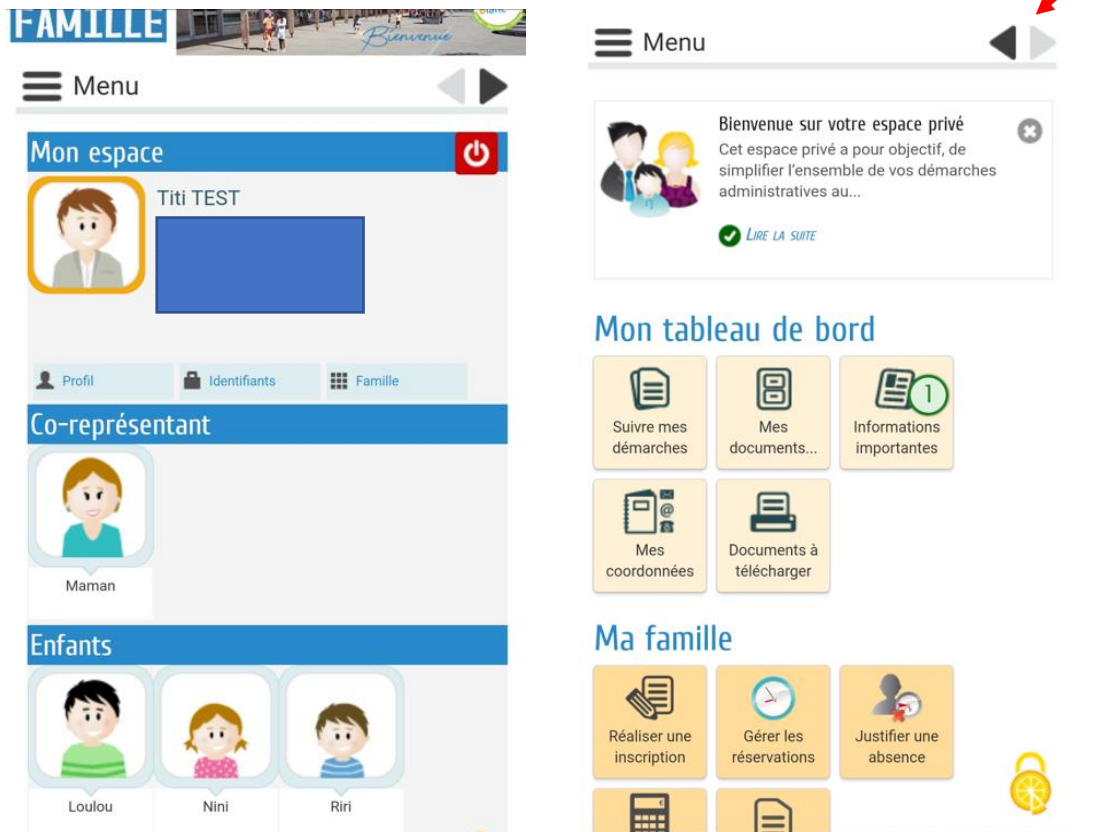 FAMILLE
Bienvenue
Menu
Mon espace
Titi TEST
Profil
Identifiants
Famille
Co-représentant
Maman
Enfants
Loulou
Nini
Riri
Menu
Bienvenue sur votre espace privé
Cet espace privé a pour objectif, de
simplifier l'ensemble de vos démarches
administratives au...
LIRE LA SUITE
Mon tableau de bord
Suivre mes
démarches
Mes
documents...
1
Informations
importantes
@
Mes
coordonnées
Documents à
télécharger
Ma famille
Réaliser une
inscription
Gérer les
réservations
Justifier une
absence